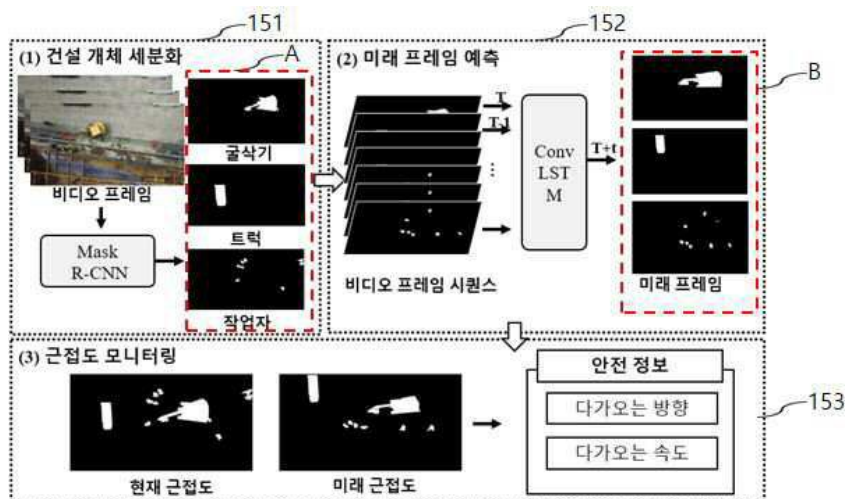 151
152
(1) 건설 개체 세분화
A
(2) 미래 프레임 예측
B
굴삭기
비디오 프레임
트럭
Mask
R-CNN
작업자
T
T-1
⋮
Conv
LST
M
T+t
비디오 프레임 시퀀스
미래 프레임
(3) 근접도 모니터링
안전 정보
다가오는 방향
다가오는 속도
153
현재 근접도
미래 근접도